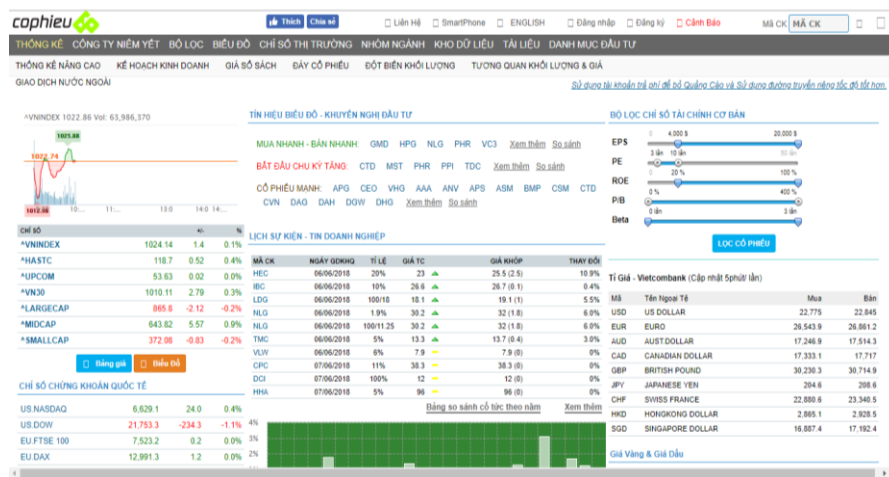 cophieu
Thích Chia sẻ
Liên Hệ SmartPhone ENGLISH Đăng nhập Đăng ký Cảnh Báo Mã CK MÃ CK
THỐNG KÊ CÔNG TY NIÊM YẾT BỘ LỌC BIỂU ĐỒ CHỈ SỐ THỊ TRƯỜNG NHÓM NGÀNH KHO DỮ LIỆU TÀI LIỆU DANH MỤC ĐẦU TƯ
THỐNG KÊ NÂNG CAO KẾ HOẠCH KINH DOANH GIÁ SỔ SÁCH ĐÁY CỔ PHIẾU ĐỘT BIẾN KHỐI LƯỢNG TƯƠNG QUAN KHỐI LƯỢNG & GIÁ
GIAO DỊCH NƯỚC NGOÀI
Sử dụng tài khoản trả phí để bỏ Quảng Cáo và Sử dụng đường truyền riêng tốc độ tốt hơn.
^VNINDEX 1022.86 Vol: 63,986,370
1025.88
1022.74
1012.38
10:... 11:... 13:0 14:0 14:...
CHỈ SỐ +/- %
^VNINDEX 1024.14 1.4 0.1%
^HASTC 118.7 0.52 0.4%
^UPCOM 53.63 0.02 0.0%
^VN30 1010.11 2.79 0.3%
^LARGECAP 865.8 -2.12 -0.2%
^MIDCAP 643.82 5.57 0.9%
^SMALLCAP 372.08 -0.83 -0.2%
Bảng giá Biểu Đồ
CHỈ SỐ CHỨNG KHOÁN QUỐC TẾ
US.NASDAQ 6,629.1 24.0 0.4%
US.DOW 21,753.3 -234.3 -1.1%
EU.FTSE 100 7,523.2 0.2 0.0%
EU.DAX 12,991.3 1.2 0.0%
TÍN HIỆU BIỂU ĐỒ - KHUYẾN NGHỊ ĐẦU TƯ
MUA NHANH - BÁN NHANH: GMD HPG NLG PHR VC3 Xem thêm So sánh
BẮT ĐẦU CHU KỲ TĂNG: CTD MST PHR PPI TDC Xem thêm So sánh
CỔ PHIẾU MẠNH: APG CEO VHG AAA ANV APS ASM BMP CSM CTD
CVN DAG DAH DGW DHG Xem thêm So sánh
LỊCH SỰ KIỆN - TIN DOANH NGHIỆP
MÃ CK NGÀY GDKHQ TỈ LỆ GIÁ TC GIÁ KHỚP THAY ĐỔI
HEC 06/06/2018 20% 23 25.5 (2.5) 10.9%
IBC 06/06/2018 10% 26.6 26.7 (0.1) 0.4%
LDG 06/06/2018 100/18 18.1 19.1 (1) 5.5%
NLG 06/06/2018 1.9% 30.2 32 (1.8) 6.0%
NLG 06/06/2018 100/11.25 30.2 32 (1.8) 6.0%
TMC 06/06/2018 5% 13.3 13.7 (0.4) 3.0%
VLW 06/06/2018 6% 7.9 7.9 (0) 0%
CPC 07/06/2018 11% 38.3 38.3 (0) 0%
DCI 07/06/2018 100% 12 12 (0) 0%
HHA 07/06/2018 5% 96 96 (0) 0%
Bảng so sánh cổ tức theo năm Xem thêm
4%
3%
2%
BỘ LỌC CHỈ SỐ TÀI CHÍNH CƠ BẢN
0 4,000 $ 20,000 $
EPS
3 lần 10 lần 50 lần
PE
0 20 % 100 %
ROE
0 % 400 %
P/B
0 lần 3 lần
Beta
LỌC CỔ PHIẾU
Tỉ Giá - Vietcombank (Cập nhật 5phút/ lần)
Mã Tên Ngoại Tệ Mua Bán
USD US DOLLAR 22,775 22,845
EUR EURO 26,543.9 26,861.2
AUD AUST.DOLLAR 17,246.9 17,514.3
CAD CANADIAN DOLLAR 17,333.1 17,717
GBP BRITISH POUND 30,230.3 30,714.9
JPY JAPANESE YEN 204.6 208.6
CHF SWISS FRANCE 22,880.6 23,340.5
HKD HONGKONG DOLLAR 2,865.1 2,928.5
SGD SINGAPORE DOLLAR 16,887.4 17,192.4
Giá Vàng & Giá Dầu